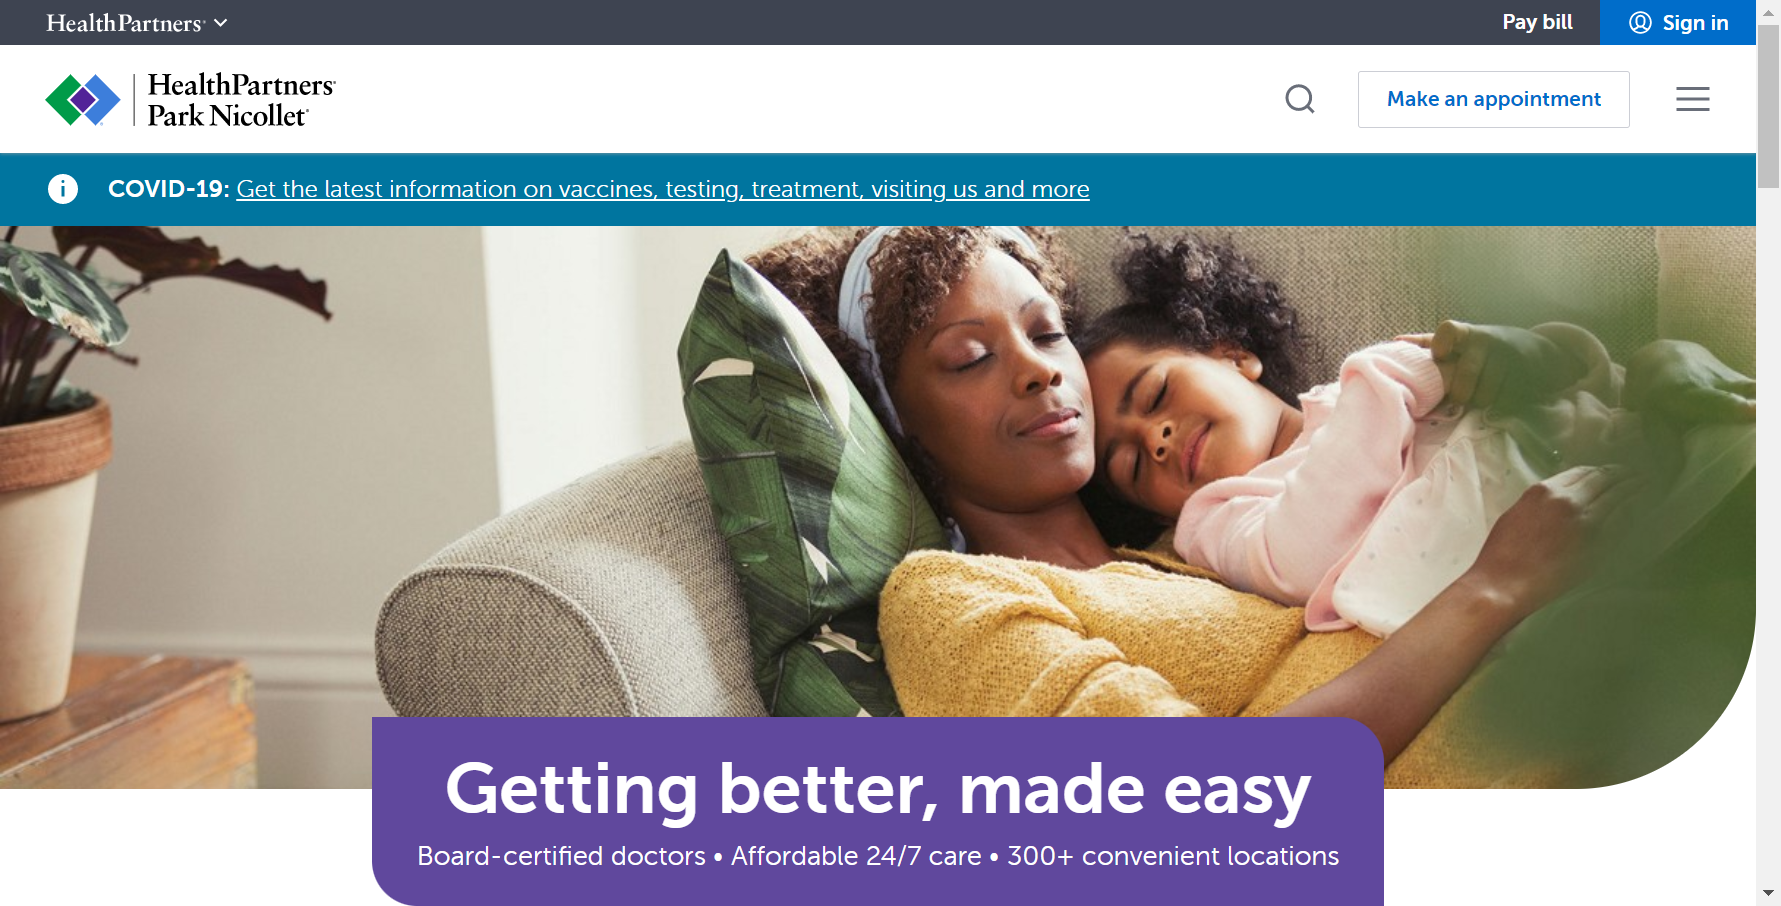 HealthPartners
Pay bill
Sign in
HealthPartners
Park Nicollet
Make an appointment
COVID-19: Get the latest information on vaccines, testing, treatment, visiting us and more
Getting better, made easy
Board-certified doctors • Affordable 24/7 care • 300+ convenient locations